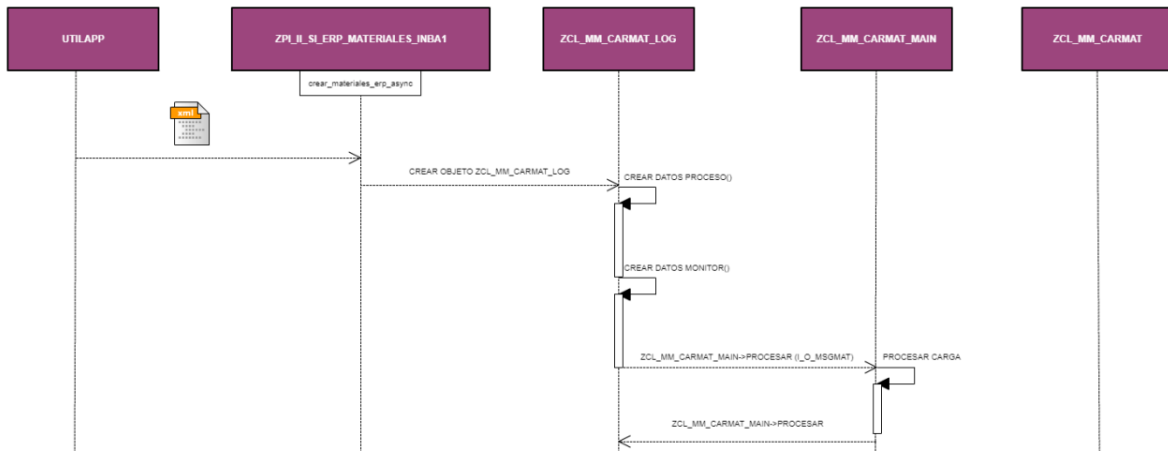 UTILAPP
ZPI_II_SI_ERP_MATERIALES_INBA1
ZCL_MM_CARMAT_LOG
ZCL_MM_CARMAT_MAIN
ZCL_MM_CARMAT
crear_materiales_erp_async
xml
CREAR OBJETO ZCL_MM_CARMAT_LOG
CREAR DATOS PROCESO()
CREAR DATOS MONITOR()
ZCL_MM_CARMAT_MAIN->PROCESAR (I_O_MSGMAT)
PROCESAR CARGA
ZCL_MM_CARMAT_MAIN->PROCESAR